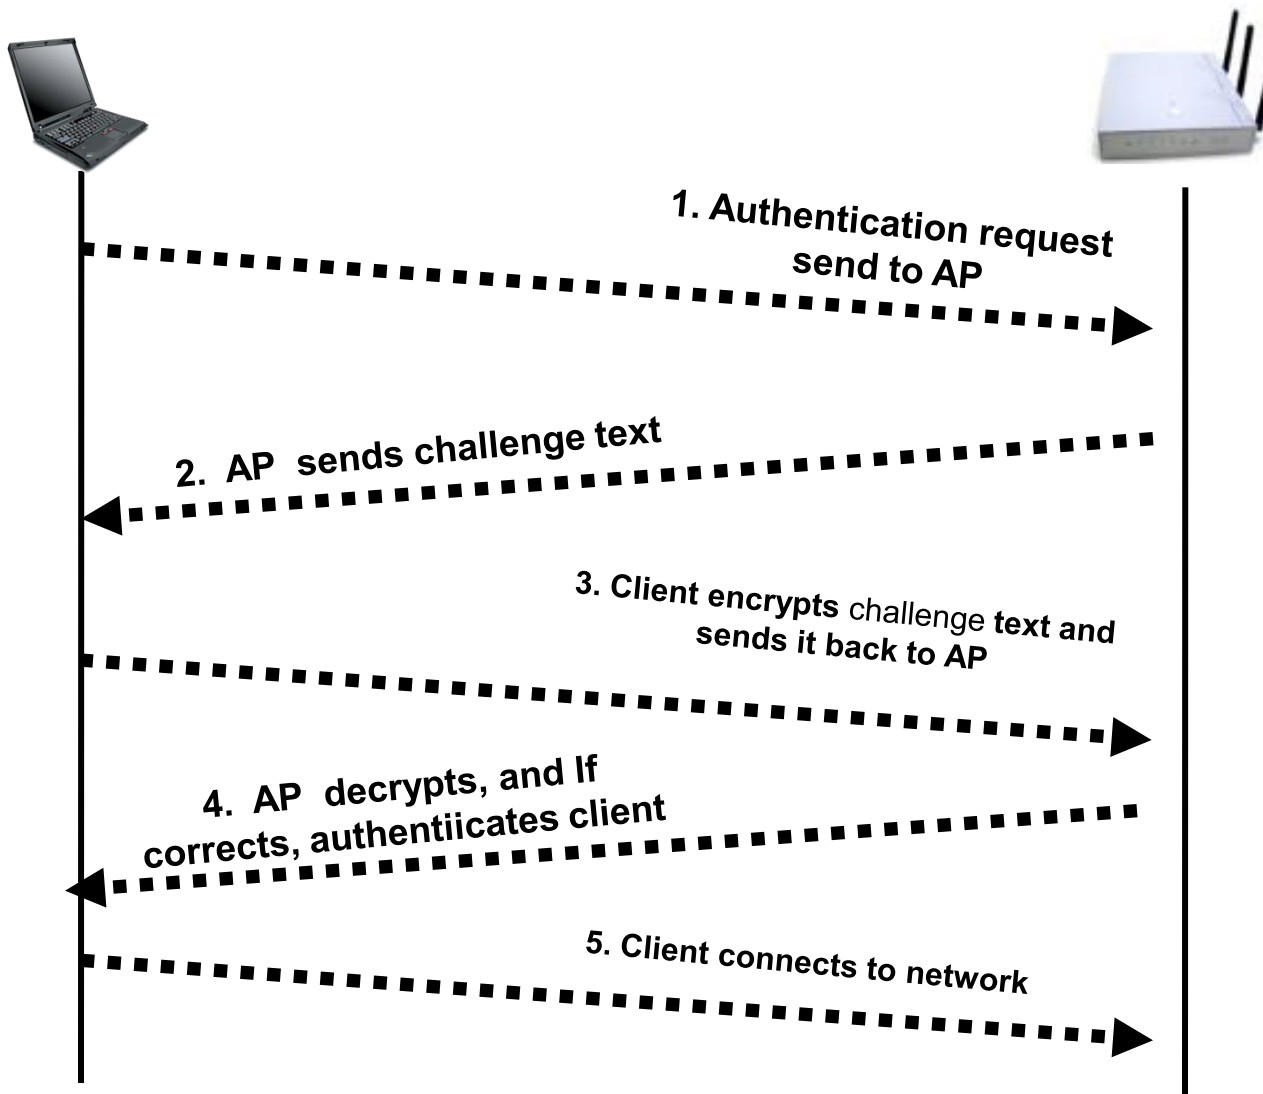 1. Authentication request
send to AP
2. AP sends challenge text
3. Client encrypts challenge text and
sends it back to AP
4. AP decrypts, and If
corrects, authentiicates client
5. Client connects to network